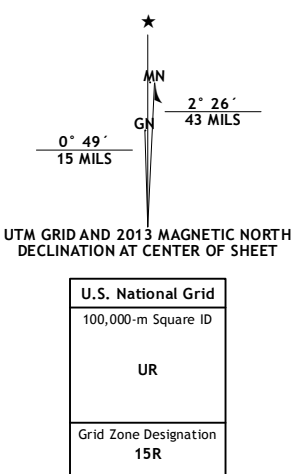 MN
2° 26´
43 MILS
GN
0° 49´
15 MILS
UTM GRID AND 2013 MAGNETIC NORTH
DECLINATION AT CENTER OF SHEET
U.S. National Grid
100,000-m Square ID
UR
Grid Zone Designation
15R